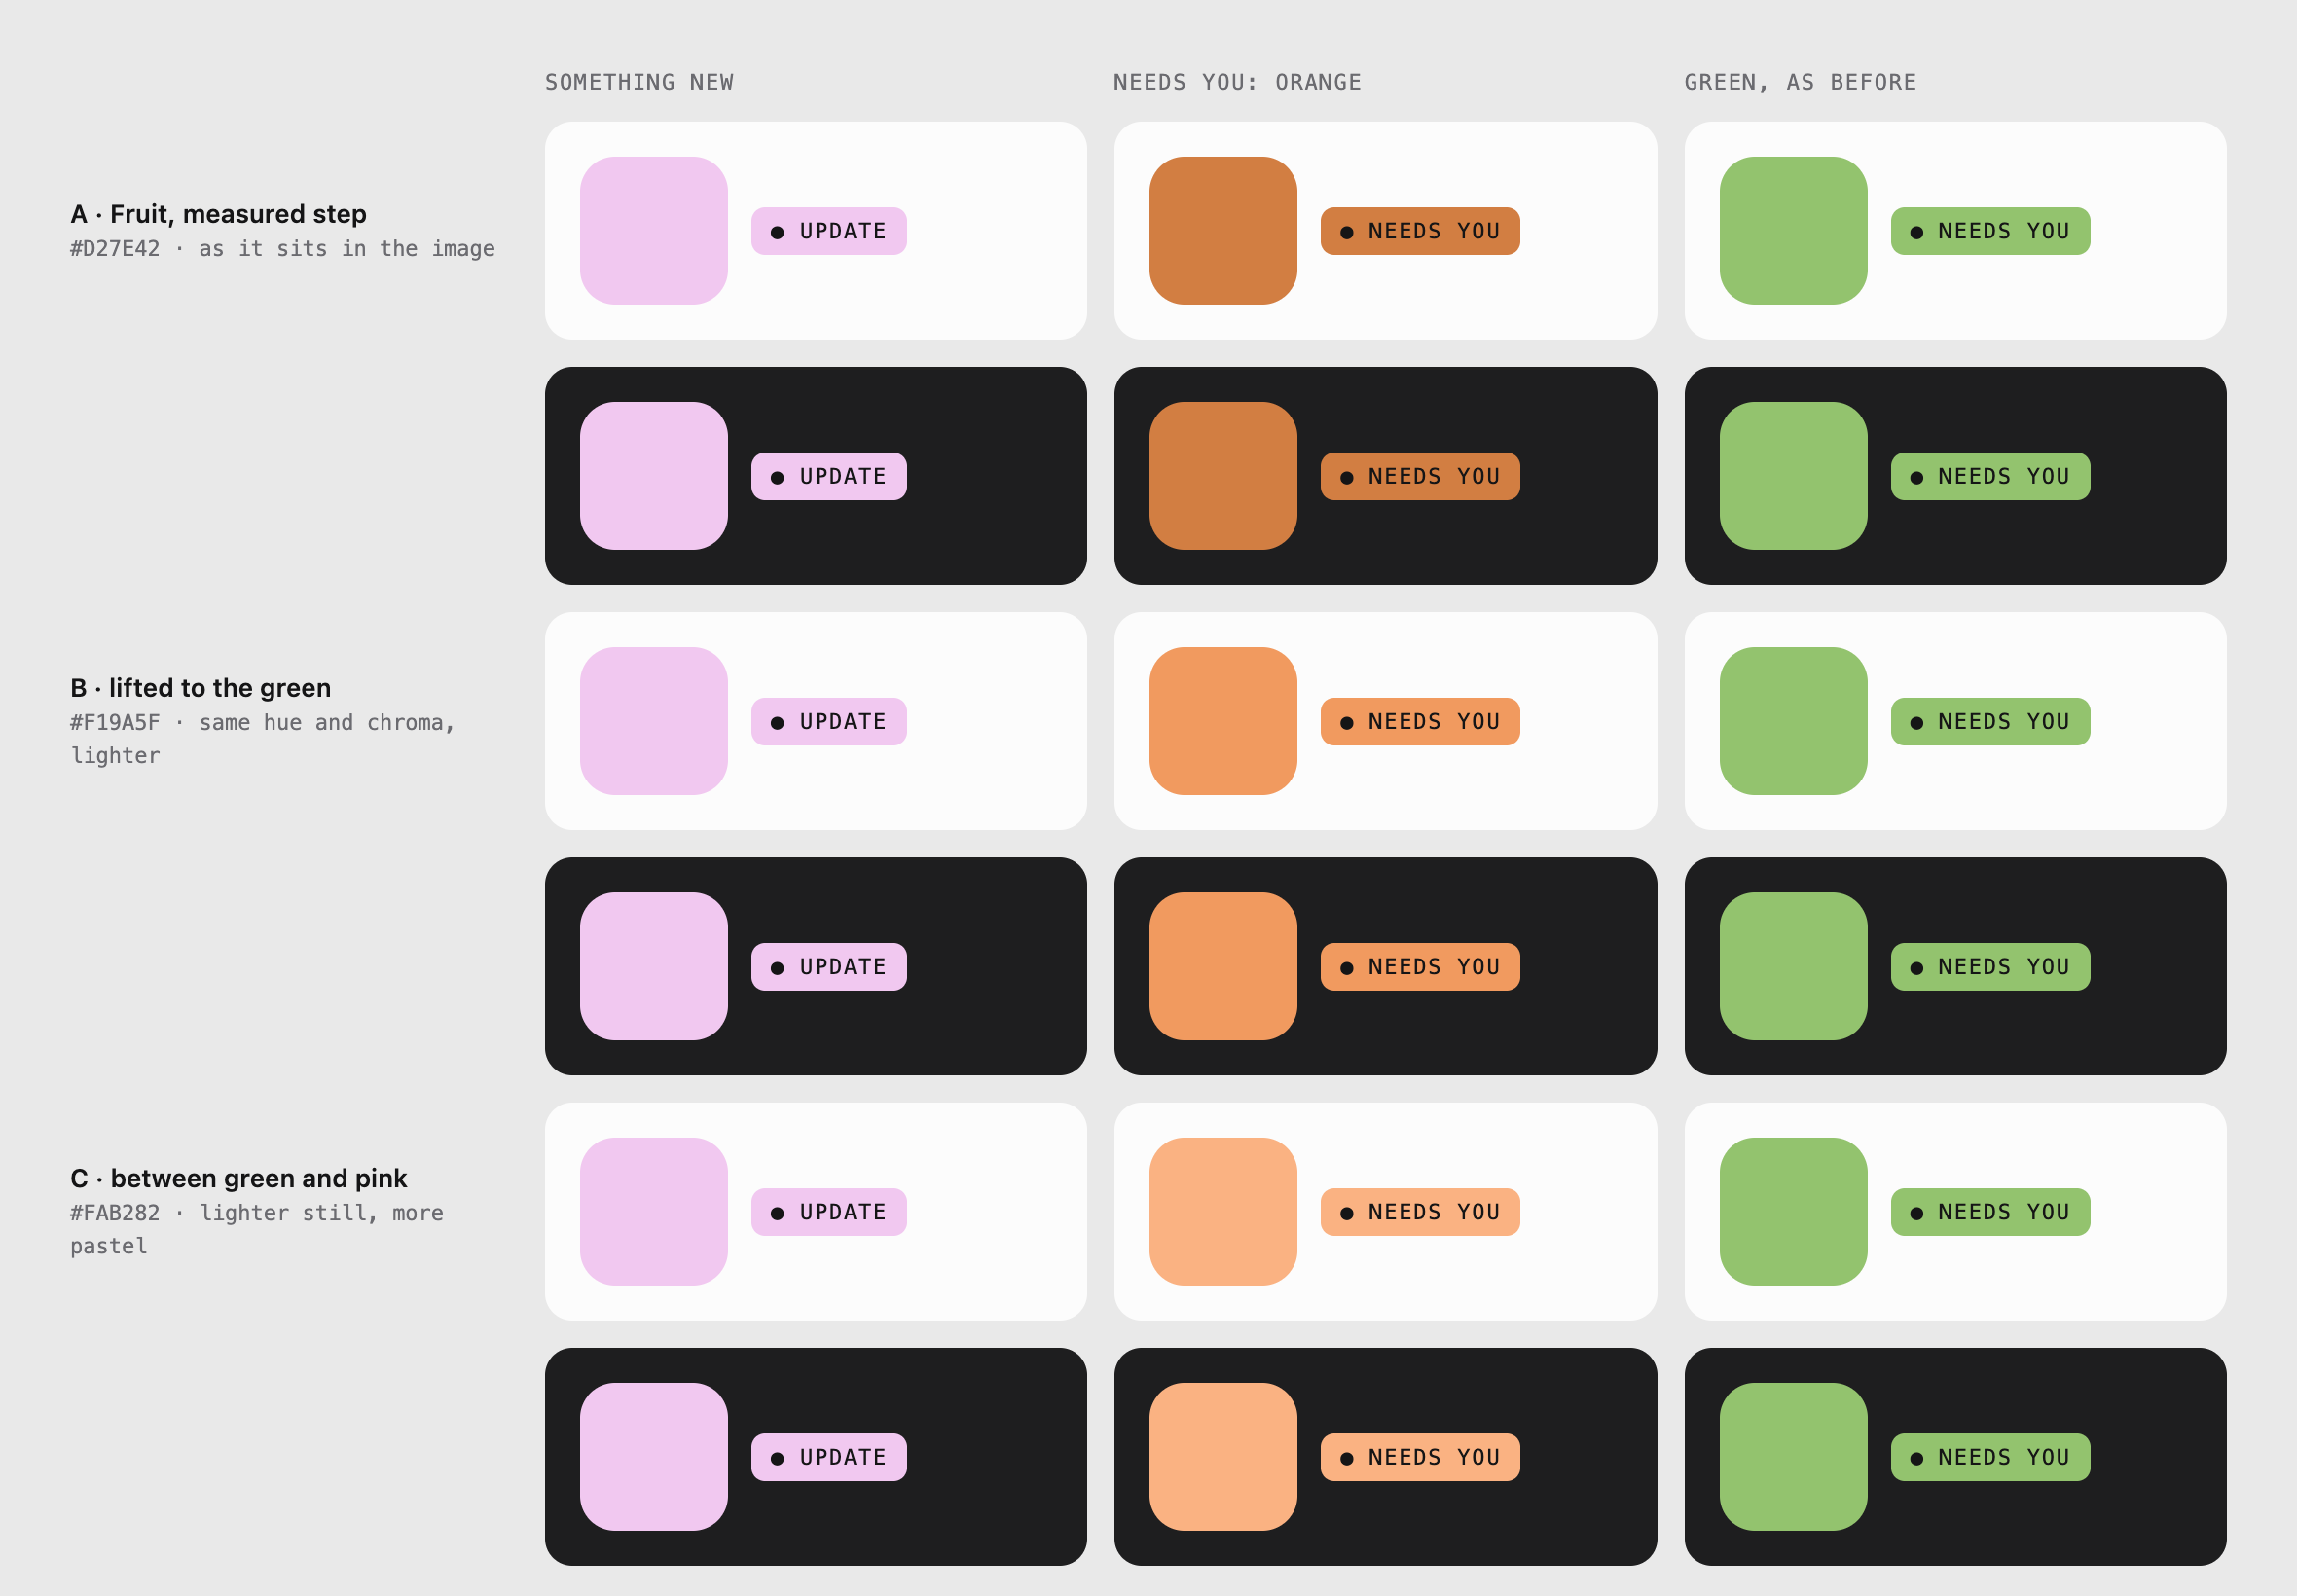 SOMETHING NEW
NEEDS YOU: ORANGE
GREEN, AS BEFORE
A · Fruit, measured step
#D27E42 · as it sits in the image
● UPDATE
● NEEDS YOU
● NEEDS YOU
● UPDATE
● NEEDS YOU
● NEEDS YOU
B · lifted to the green
#F19A5F · same hue and chroma,
lighter
● UPDATE
● NEEDS YOU
● NEEDS YOU
● UPDATE
● NEEDS YOU
● NEEDS YOU
C · between green and pink
#FAB282 · lighter still, more
pastel
● UPDATE
● NEEDS YOU
● NEEDS YOU
● UPDATE
● NEEDS YOU
● NEEDS YOU